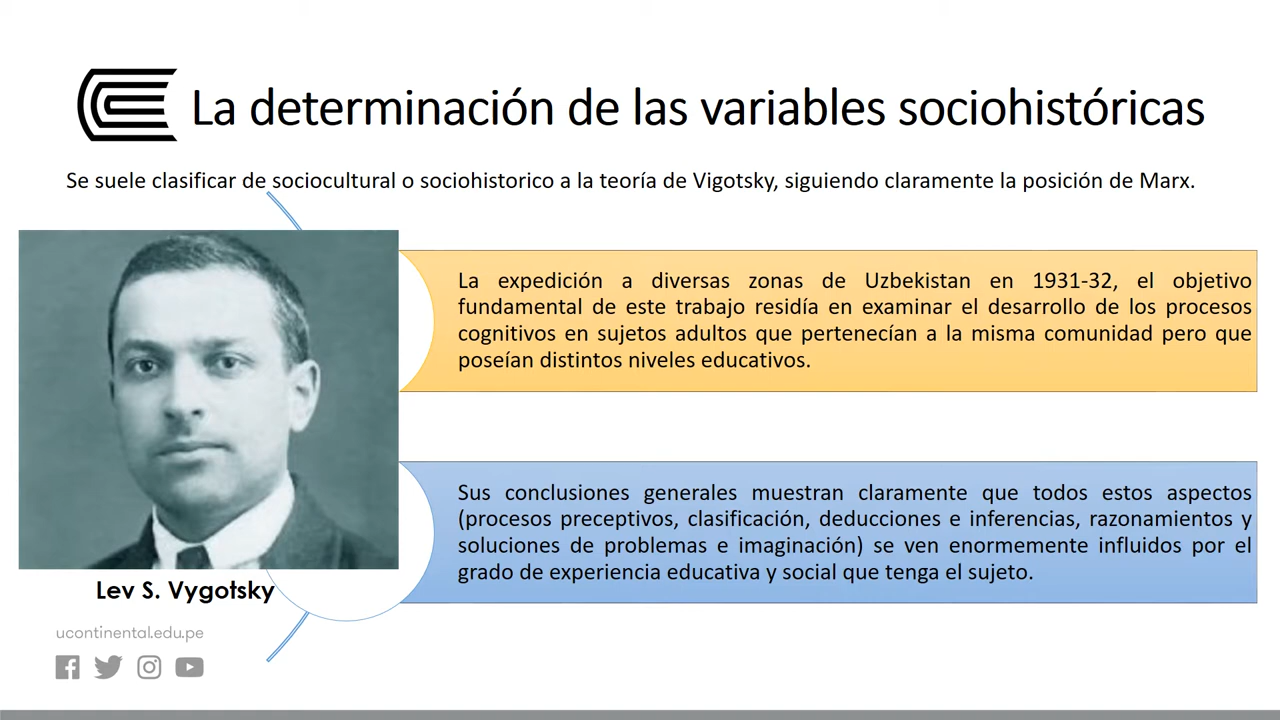 La determinación de las variables sociohistóricas
Se suele clasificar de sociocultural o sociohistorico a la teoría de Vigotsky, siguiendo claramente la posición de Marx.
La expedición a diversas zonas de Uzbekistan en 1931-32, el objetivo
fundamental de este trabajo residía en examinar el desarrollo de los procesos
cognitivos en sujetos adultos que pertenecían a la misma comunidad pero que
poseían distintos niveles educativos.
Sus conclusiones generales muestran claramente que todos estos aspectos
(procesos preceptivos, clasificación, deducciones e inferencias, razonamientos y
soluciones de problemas e imaginación) se ven enormemente influidos por el
grado de experiencia educativa y social que tenga el sujeto.
Lev S. Vygotsky
ucontinental.edu.pe